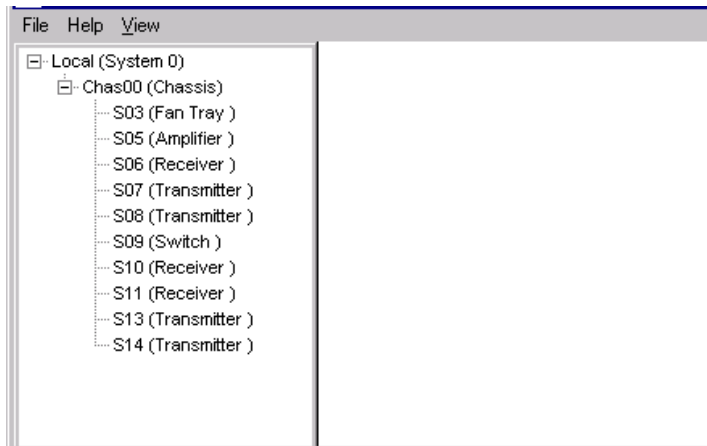 File Help View
Local (System 0)
Chas00 (Chassis)
S03 (Fan Tray )
S05 (Amplifier )
S06 (Receiver )
S07 (Transmitter )
S08 (Transmitter )
S09 (Switch )
S10 (Receiver )
S11 (Receiver )
S13 (Transmitter )
S14 (Transmitter )